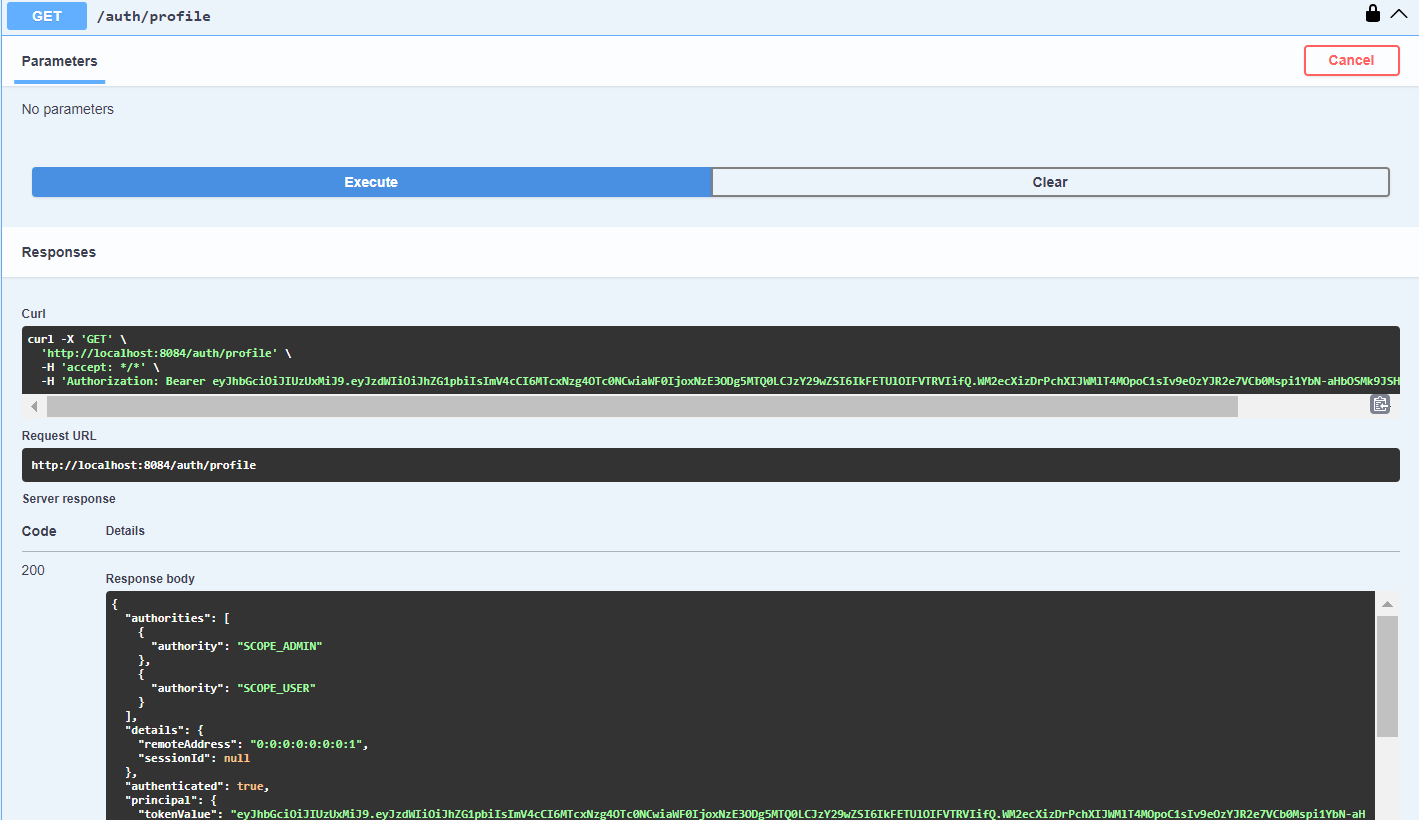 GET /auth/profile
Parameters
Cancel
No parameters
Execute
Clear
Responses
Curl
curl -X 'GET' \
'http://localhost:8084/auth/profile' \
-H 'accept: */*' \
-H 'Authorization: Bearer eyJhbGciOiJIUzUxMiJ9.eyJzdWIiOiJhZG1pbiIsImV4cCI6MTcxNzg4OTc0NCwiaWF0IjoxNzE3ODg5MTQ0LCJzY29wZSI6IkFETUlOIFVTRVIifQ.WM2ecXizDrPchXIJWMlT4MOpoC1sIv9eOzYJR2e7VCb0Mspi1YbN-aHbOSMk9JSH
Request URL
http://localhost:8084/auth/profile
Server response
Code
Details
200
Response body
{
"authorities": [
{
"authority": "SCOPE_ADMIN"
},
{
"authority": "SCOPE_USER"
}
],
"details": {
"remoteAddress": "0:0:0:0:0:0:0:1",
"sessionId": null
},
"authenticated": true,
"principal": {
"tokenValue": "eyJhbGciOiJIUzUxMiJ9.eyJzdWIiOiJhZG1pbiIsImV4cCI6MTcxNzg4OTc0NCwiaWF0IjoxNzE3ODg5MTQ0LCJzY29wZSI6IkFETUlOIFVTRVIifQ.WM2ecXizDrPchXIJWMlT4MOpoC1sIv9eOzYJR2e7VCb0Mspi1YbN-aH